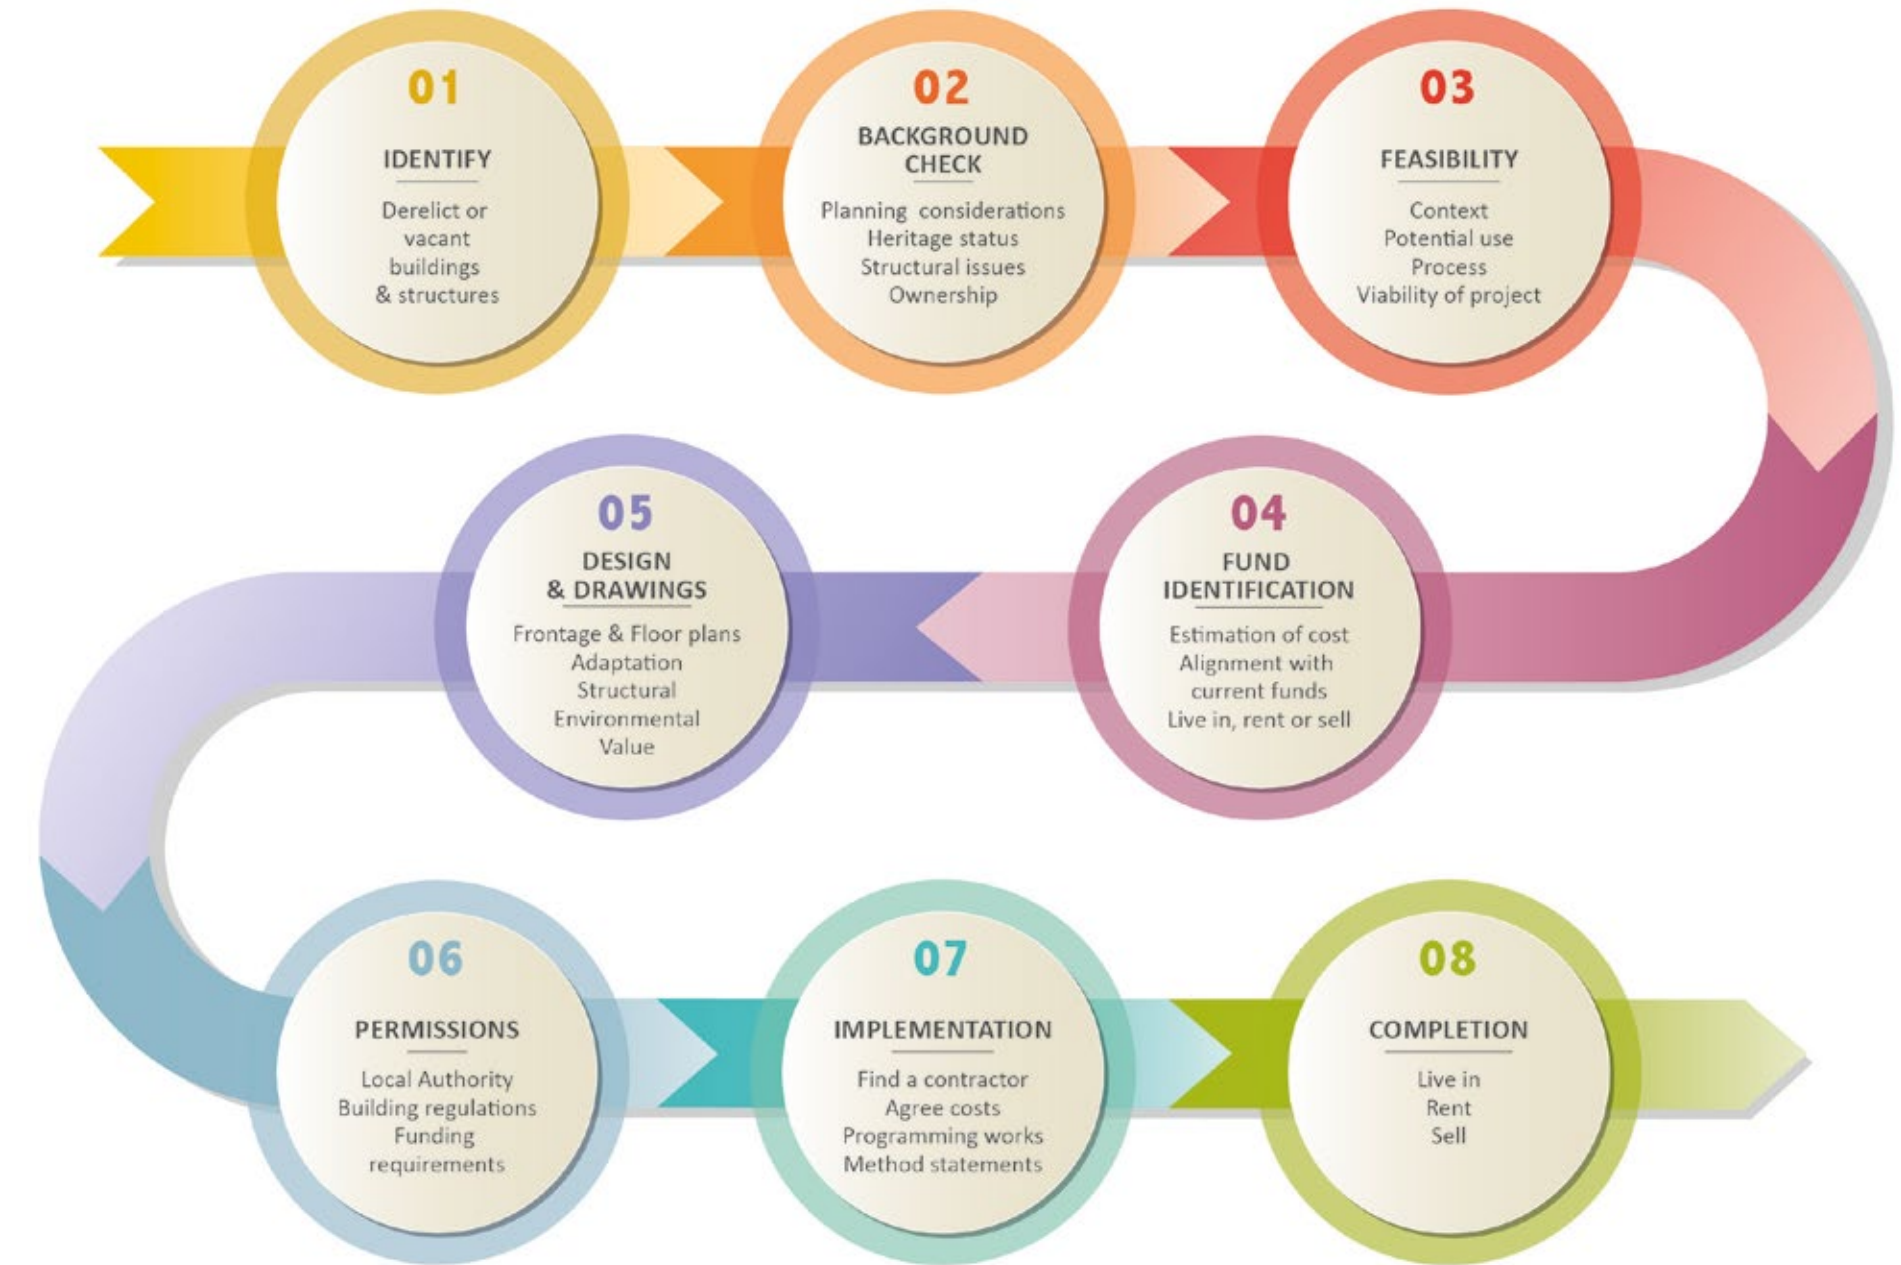 01
IDENTIFY
Derelict or
vacant
buildings
& structures
02
BACKGROUND
CHECK
Planning considerations
Heritage status
Structural issues
Ownership
03
FEASIBILITY
Context
Potential use
Process
Viability of project
04
FUND
IDENTIFICATION
Estimation of cost
Alignment with
current funds
Live in, rent or sell
05
DESIGN
& DRAWINGS
Frontage & Floor plans
Adaptation
Structural
Environmental
Value
06
PERMISSIONS
Local Authority
Building regulations
Funding
requirements
07
IMPLEMENTATION
Find a contractor
Agree costs
Programming works
Method statements
08
COMPLETION
Live in
Rent
Sell